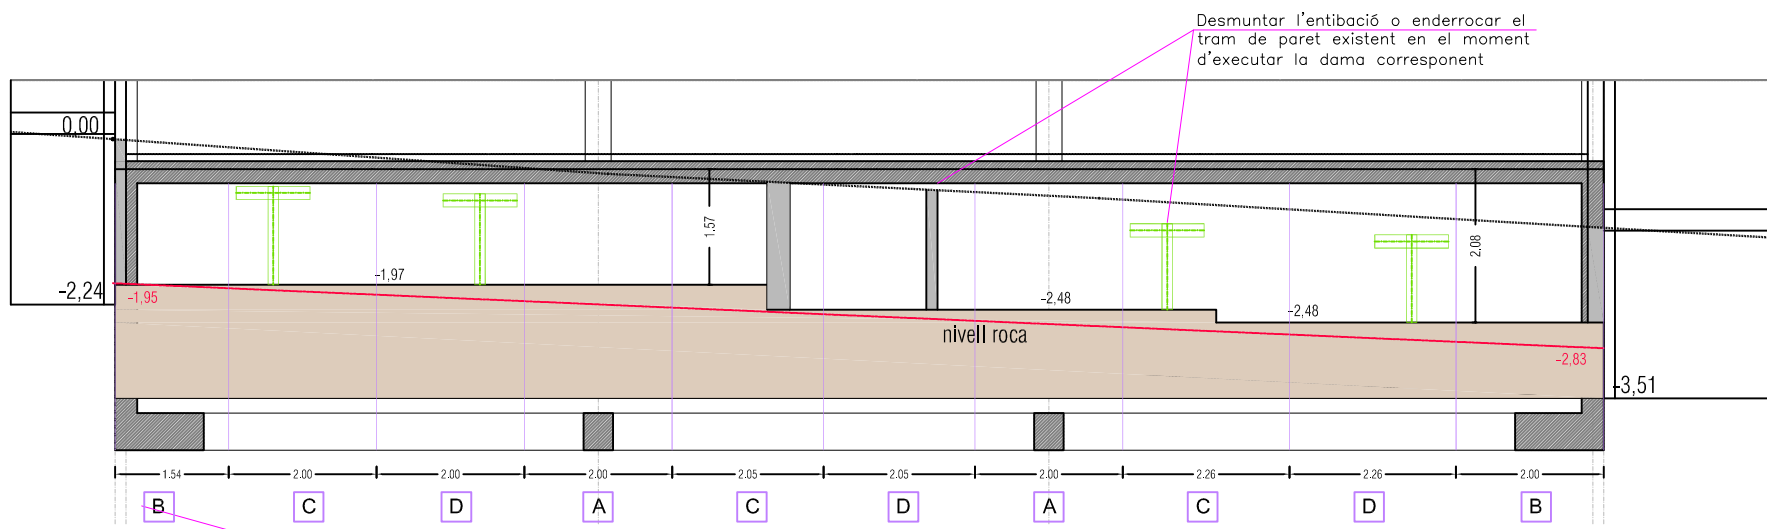 Desmuntar l'entibació o enderrocar el
tram de paret existent en el moment
d'executar la dama corresponent
0,00
1.57
2.08
-1,97
-2,24
-1,95
-2,48
-2,48
nivell roca
-2,83
-3,51
1.54 2.00 2.00 2.00 2.05 2.05 2.00 2.26 2.26 2.00
B C D A C D A C D B